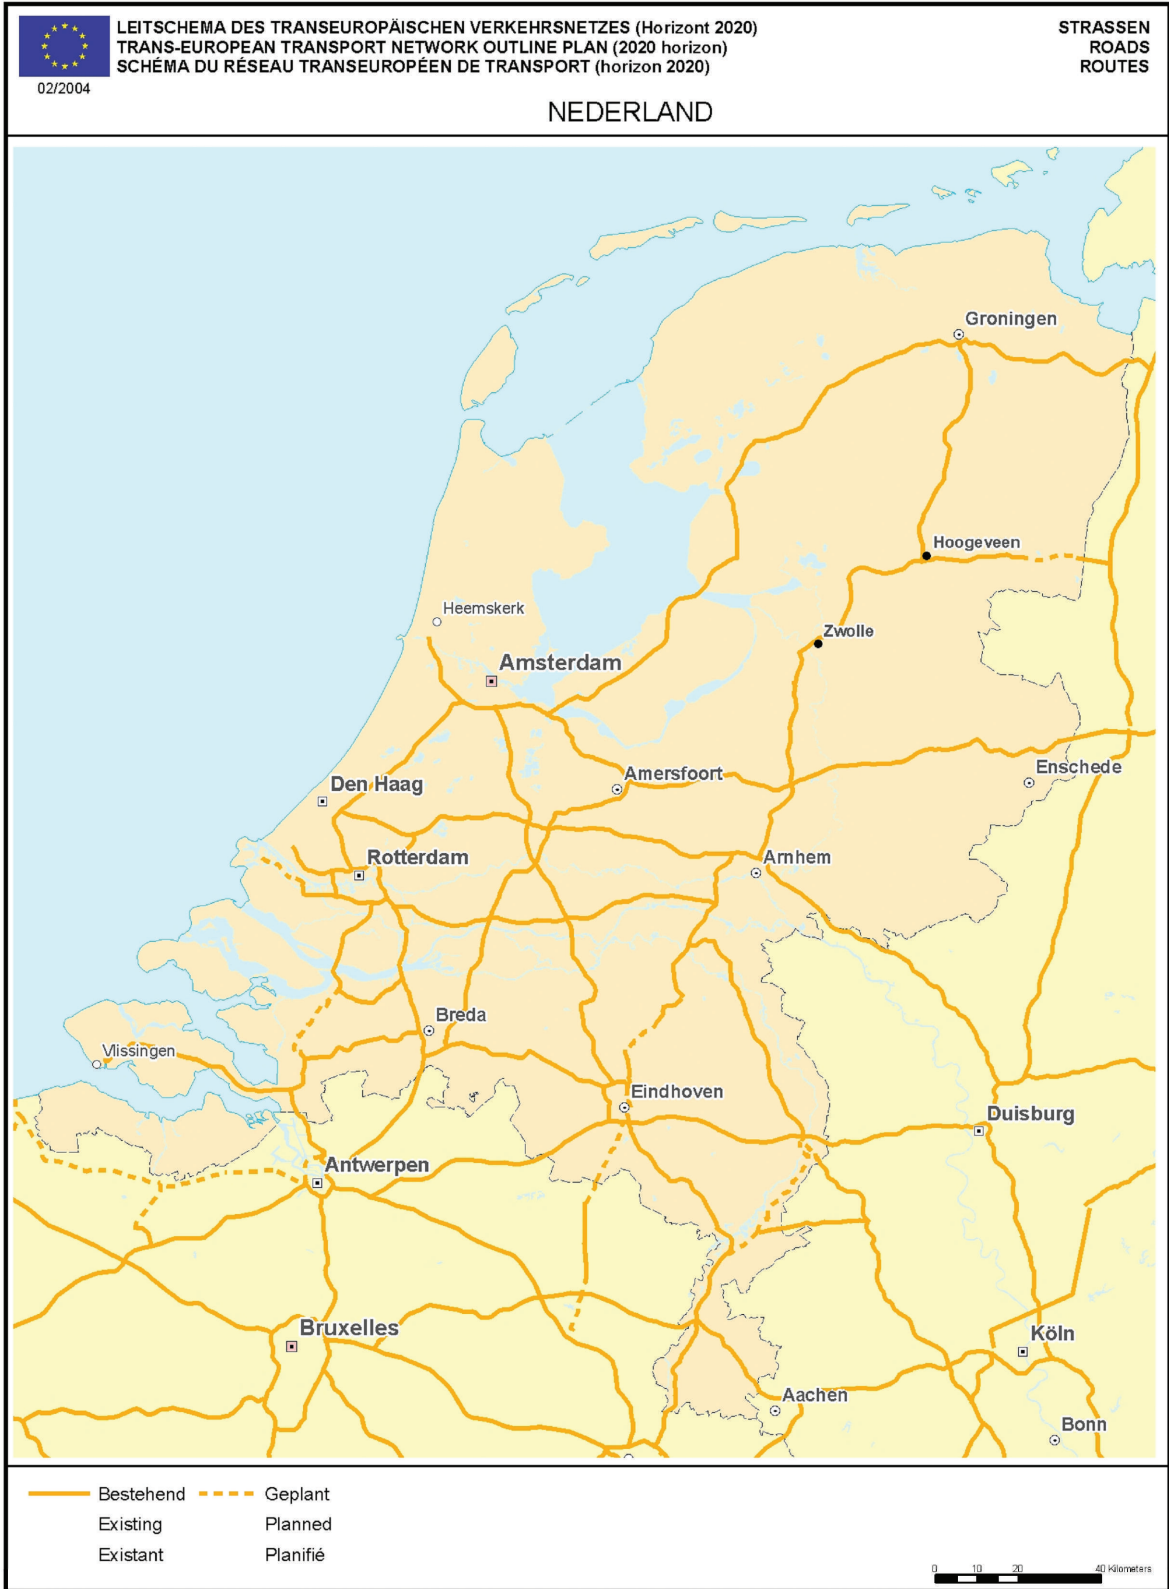 LEITSCHEMA DES TRANSEUROPÄISCHEN VERKEHRSNETZES (Horizont 2020)
TRANS-EUROPEAN TRANSPORT NETWORK OUTLINE PLAN (2020 horizon)
SCHÉMA DU RÉSEAU TRANSEUROPÉEN DE TRANSPORT (horizon 2020)
STRASSEN
ROADS
ROUTES
02/2004
NEDERLAND
Groningen
Hoogeveen
Heemskerk
Zwolle
Amsterdam
Amersfoort
Enschede
Den Haag
Rotterdam
Arnhem
Breda
Vlissingen
Eindhoven
Duisburg
Antwerpen
Bruxelles
Köln
Aachen
Bonn
Bestehend
Existing
Existant
Geplant
Planned
Planifié
0 10 20 40 Kilometers